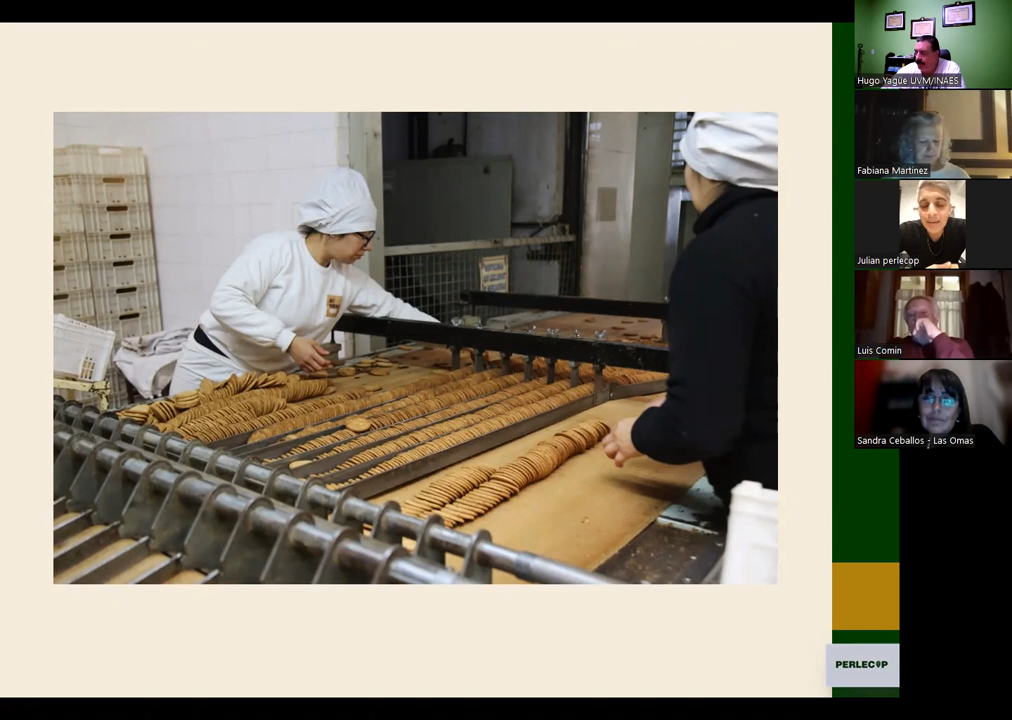 Hugo Yagüe UVM/INAES
Fabiana Martinez
Julian perlecop
Luis Comin
Sandra Ceballos - Las Omas
PERLECOP